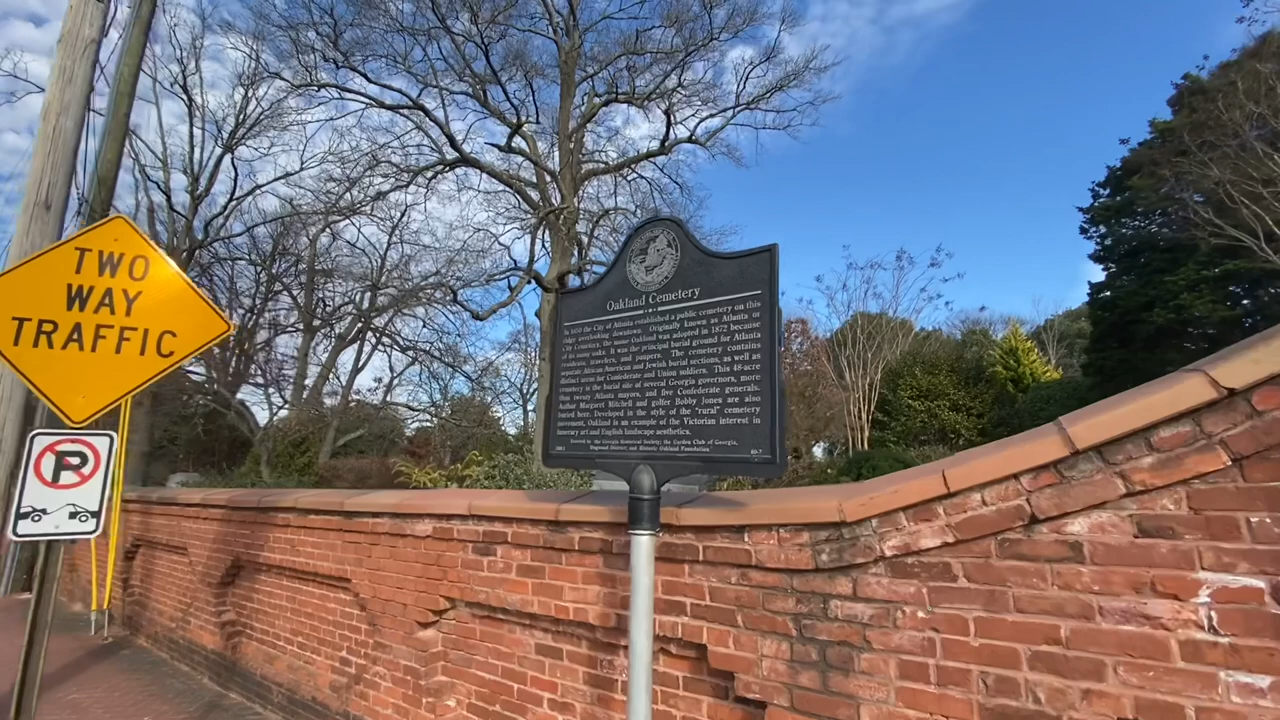 TWO
WAY
TRAFFIC
P
Oakland Cemetery
In 1850 the City of Atlanta established a public cemetery on this
ridge overlooking downtown. Originally known as Atlanta or
City Cemetery, the name Oakland was adopted in 1872 because
of its many oaks. It was the principal burial ground for Atlanta
residents, travelers, and paupers. The cemetery contains
separate African American and Jewish burial sections, as well as
distinct areas for Confederate and Union soldiers. This 48-acre
cemetery is the burial site of several Georgia governors, more
than twenty Atlanta mayors, and five Confederate generals.
Author Margaret Mitchell and golfer Bobby Jones are also
buried here. Developed in the style of the "rural" cemetery
movement, Oakland is an example of the Victorian interest in
funerary art and English landscape aesthetics.
Erected by the Georgia Historical Society, the Garden Club of Georgia,
Dogwood District, and Historic Oakland Foundation
60-7